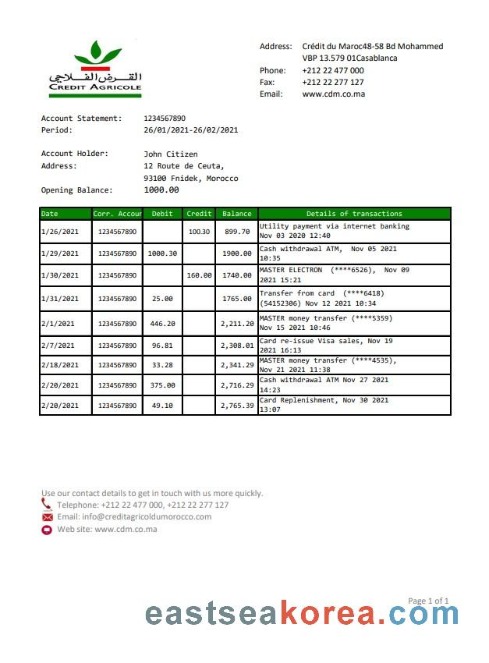 القرض الفلاحي
CREDIT AGRICOLE
Address: Crédit du Maroc48-58 Bd Mohammed
VBP 13.579 01Casablanca
Phone: +212 22 477 000
Fax: +212 22 277 127
Email: www.cdm.co.ma
Account Statement: 1234567890
Period: 26/01/2021-26/02/2021
Account Holder: John Citizen
Address: 12 Route de Ceuta,
93100 Fnidek, Morocco
Opening Balance: 1000.00
Date Corr. Accoun Debit Credit Balance Details of transactions
1/26/2021 1234567890 100.30 899.70 Utility payment via internet banking
Nov 03 2020 12:40
1/29/2021 1234567890 1000.30 1900.00 Cash withdrawal ATM, Nov 05 2021
10:35
1/30/2021 1234567890 160.00 1740.00 MASTER ELECTRON (****6526), Nov 09
2021 15:21
1/31/2021 1234567890 25.00 1765.00 Transfer from card (****6418)
(54152306) Nov 12 2021 10:34
2/1/2021 1234567890 446.20 2,211.20 MASTER money transfer (****5359)
Nov 15 2021 10:46
2/7/2021 1234567890 96.81 2,308.01 Card re-issue Visa sales, Nov 19
2021 16:13
2/18/2021 1234567890 33.28 2,341.29 MASTER money transfer (****4535),
Nov 21 2021 11:38
2/20/2021 1234567890 375.00 2,716.29 Cash withdrawal ATM Nov 27 2021
14:23
2/20/2021 1234567890 49.10 2,765.39 Card Replenishment, Nov 30 2021
13:07
Use our contact details to get in touch with us more quickly.
Telephone: +212 22 477 000, +212 22 277 127
Email: info@creditagricoldumorocco.com
Web site: www.cdm.co.ma
Page 1 of 1
eastseakorea.com